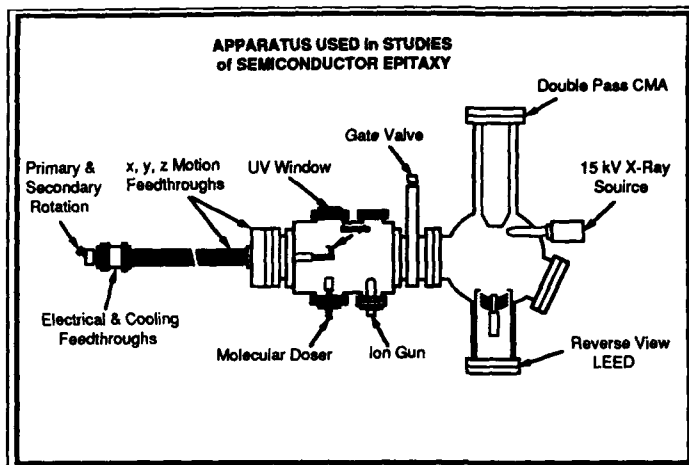 APPARATUS USED in STUDIES
of SEMICONDUCTOR EPITAXY
Double Pass CMA
Gate Valve
Primary &
Secondary
Rotation
x, y, z Motion
Feedthroughs
UV Window
15 kV X-Ray
Souirce
Electrical & Cooling
Feedthroughs
Molecular Doser
Ion Gun
Reverse View
LEED